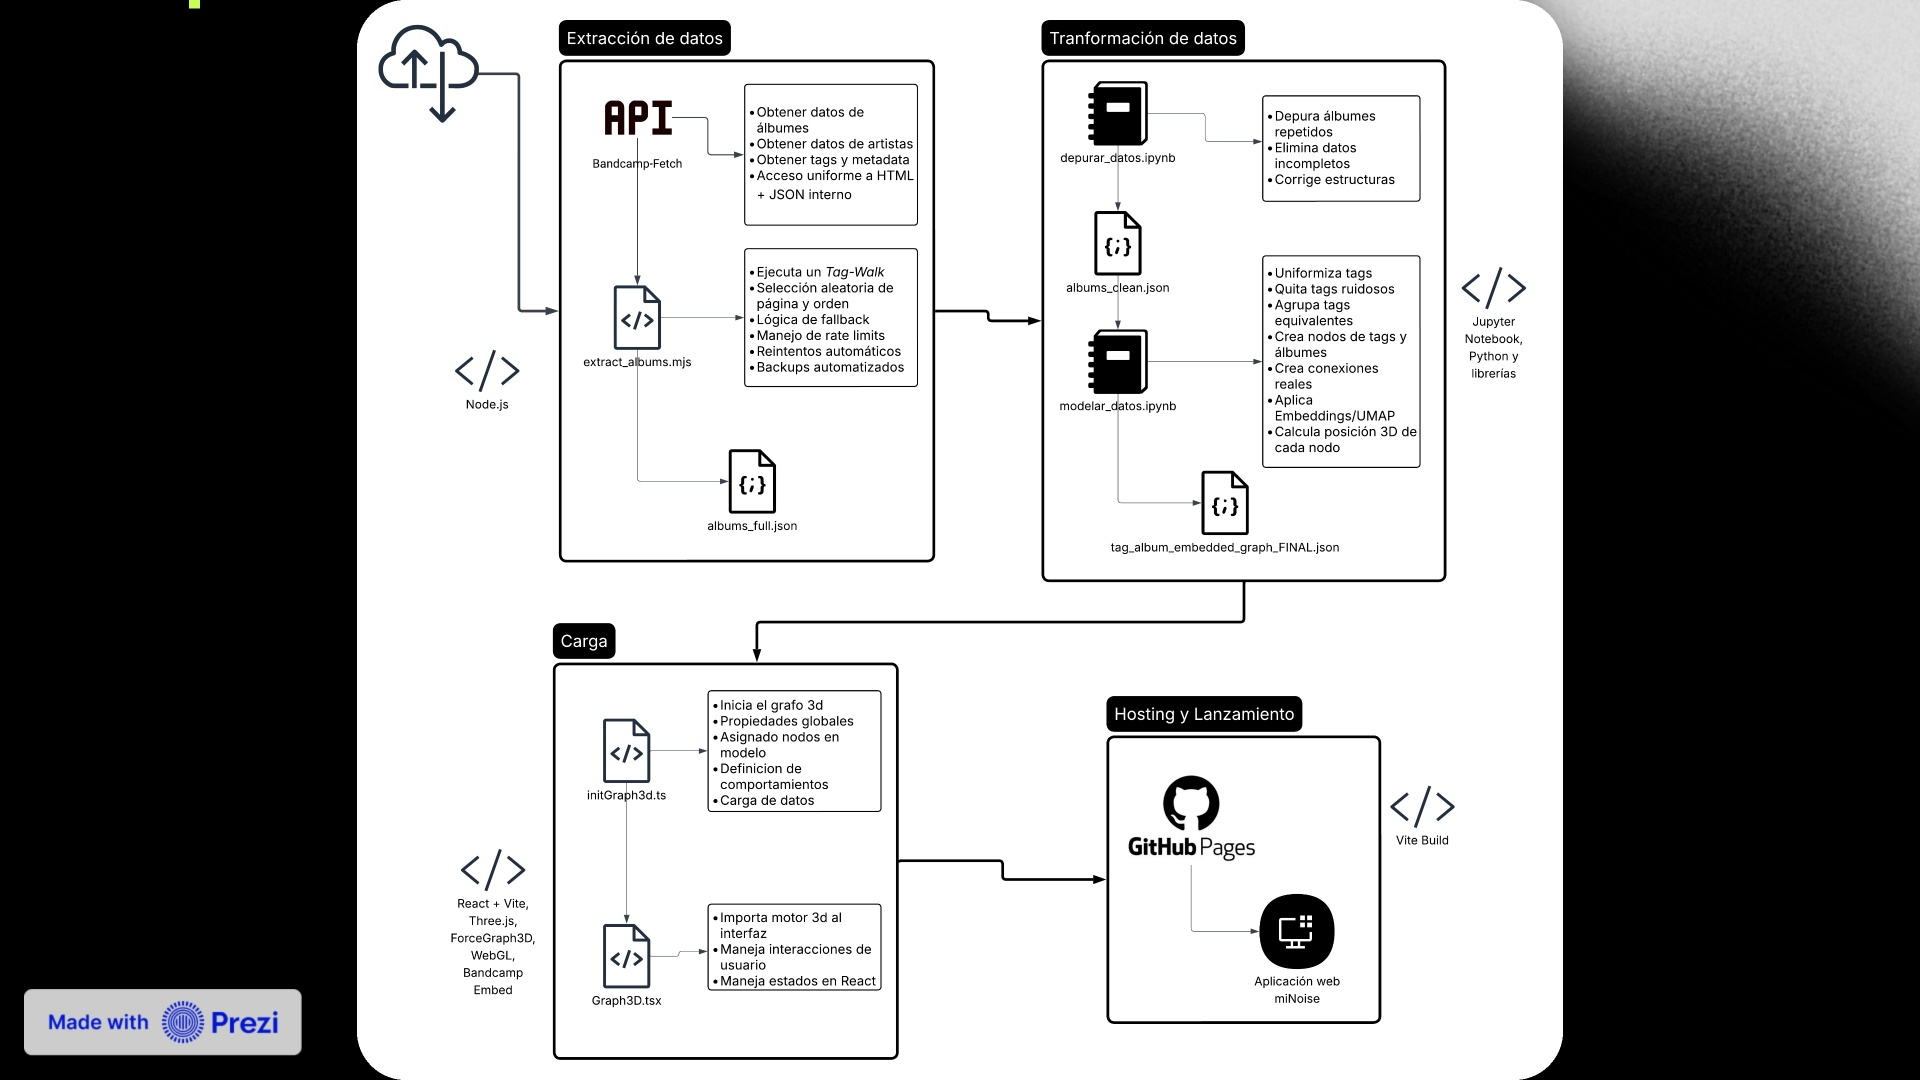 Extracción de datos
API
Bandcamp-Fetch
•Obtener datos de
álbumes
•Obtener datos de artistas
•Obtener tags y metadata
•Acceso uniforme a HTML
+ JSON interno
extract_albums.mjs
•Ejecuta un Tag-Walk
•Selección aleatoria de
página y orden
•Lógica de fallback
•Manejo de rate limits
•Reintentos automáticos
•Backups automatizados
{;}
albums_full.json
</>
Node.js
Tranformación de datos
depurar_datos.ipynb
•Depura álbumes
repetidos
•Elimina datos
incompletos
•Corrige estructuras
{;}
albums_clean.json
modelar_datos.ipynb
•Uniformiza tags
•Quita tags ruidosos
•Agrupa tags
equivalentes
•Crea nodos de tags y
álbumes
•Crea conexiones
reales
•Aplica
Embeddings/UMAP
•Calcula posición 3D de
cada nodo
{;}
tag_album_embedded_graph_FINAL.json
</>
Jupyter
Notebook,
Python y
librerías
Carga
</>
initGraph3d.ts
•Inicia el grafo 3d
•Propiedades globales
•Asignado nodos en
modelo
•Definicion de
comportamientos
•Carga de datos
</>
Graph3D.tsx
•Importa motor 3d al
interfaz
•Maneja interacciones de
usuario
•Maneja estados en React
</>
React + Vite,
Three.js,
ForceGraph3D,
WebGL,
Bandcamp
Embed
Hosting y Lanzamiento
GitHub Pages
Aplicación web
miNoise
</>
Vite Build
Made with Prezi